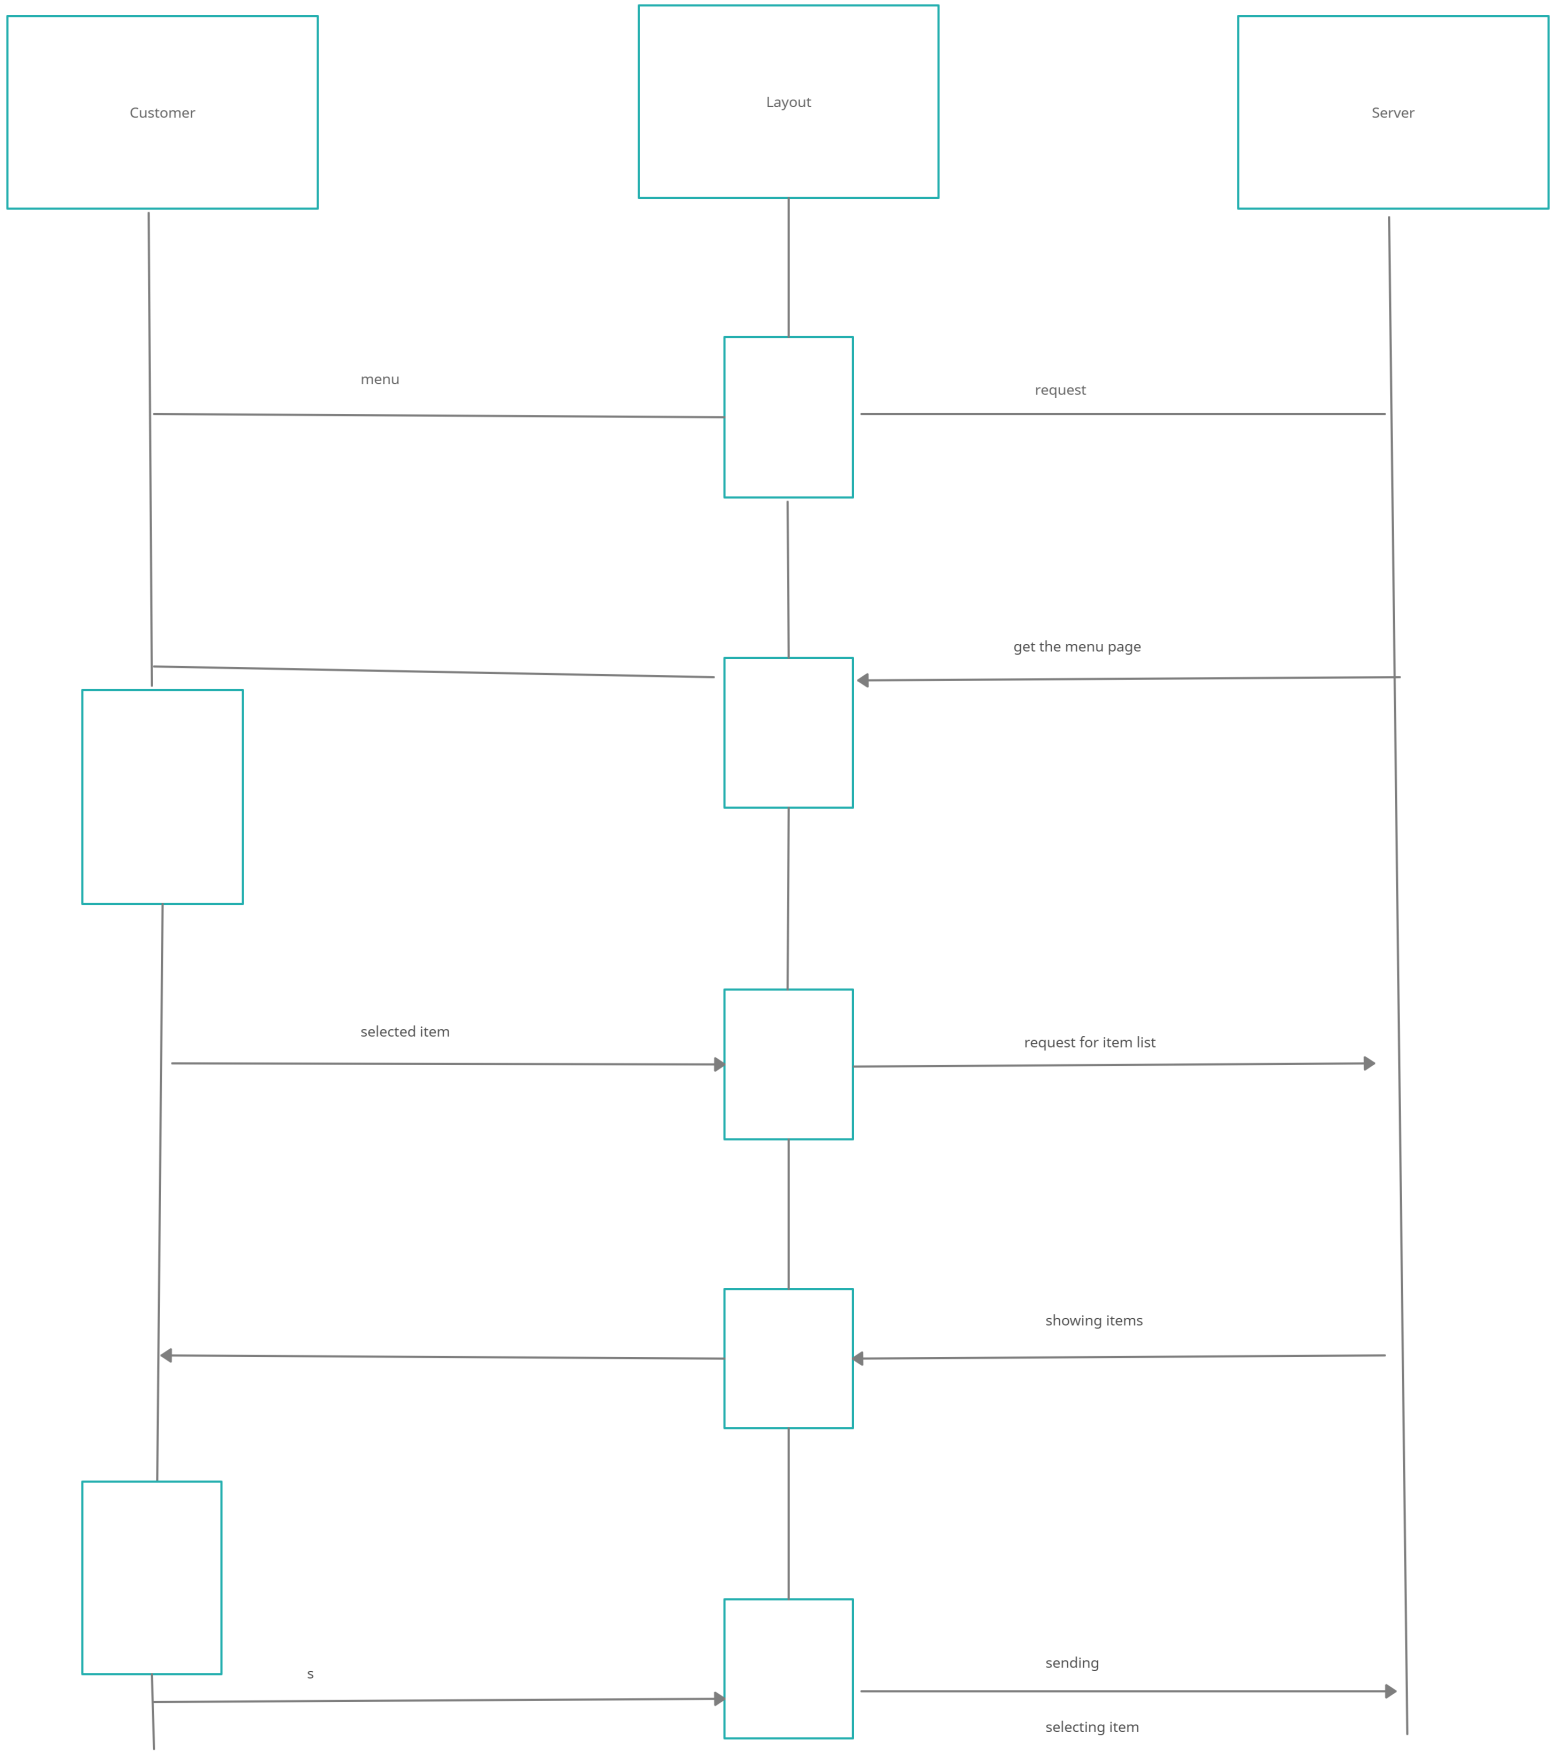 Customer
Layout
Server
menu
request
get the menu page
selected item
request for item list
showing items
s
sending
selecting item